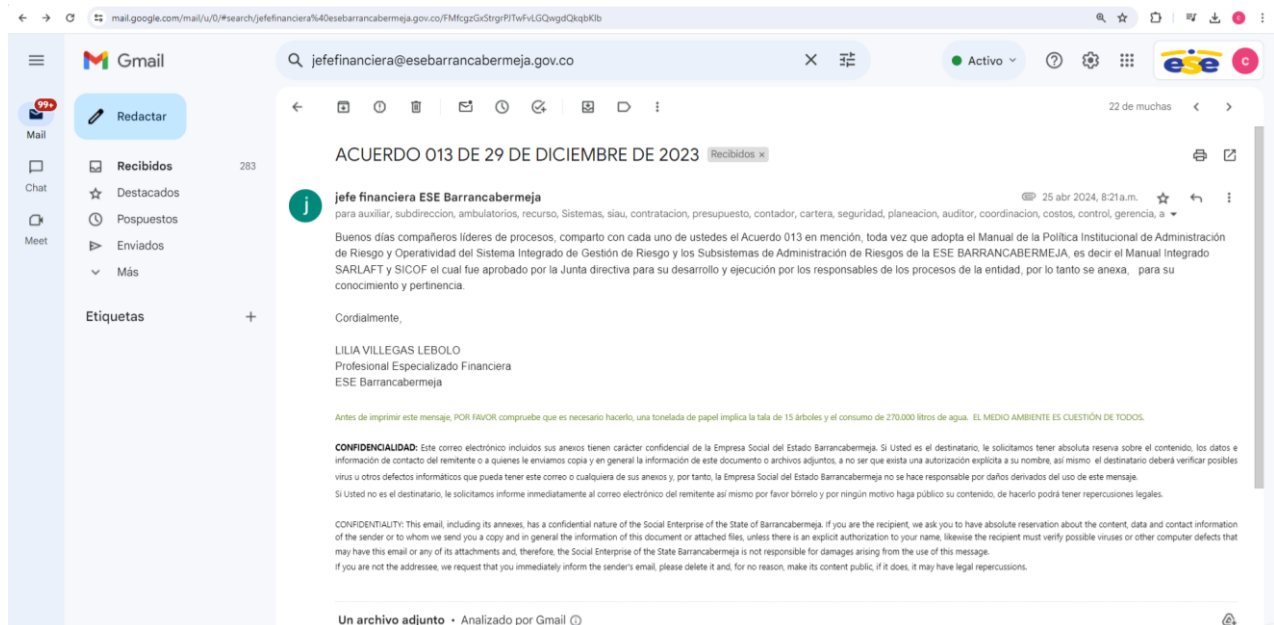 mail.google.com/mail/u/0/#search/jefefinanciera%40esebarrancabermeja.gov.co/FMfcgzGxStrgrPJTwFvLGQwgdQkqbKlb
Gmail
jefefinanciera@esebarrancabermeja.gov.co
Activo
ese
C
99+
Mail
Chat
Meet
Redactar
Recibidos 283
Destacados
Pospuestos
Enviados
Más
Etiquetas
22 de muchas
ACUERDO 013 DE 29 DE DICIEMBRE DE 2023 Recibidos ×
j
jefe financiera ESE Barrancabermeja 25 abr 2024, 8:21a.m.
para auxiliar, subdireccion, ambulatorios, recurso, Sistemas, siau, contratacion, presupuesto, contador, cartera, seguridad, planeacion, auditor, coordinacion, costos, control, gerencia, a
Buenos días compañeros líderes de procesos, comparto con cada uno de ustedes el Acuerdo 013 en mención, toda vez que adopta el Manual de la Política Institucional de Administración
de Riesgo y Operatividad del Sistema Integrado de Gestión de Riesgo y los Subsistemas de Administración de Riesgos de la ESE BARRANCABERMEJA, es decir el Manual Integrado
SARLAFT y SICOF el cual fue aprobado por la Junta directiva para su desarrollo y ejecución por los responsables de los procesos de la entidad, por lo tanto se anexa, para su
conocimiento y pertinencia.
Cordialmente,
LILIA VILLEGAS LEBOLO
Profesional Especializado Financiera
ESE Barrancabermeja
Antes de imprimir este mensaje, POR FAVOR compruebe que es necesario hacerlo, una tonelada de papel implica la tala de 15 árboles y el consumo de 270.000 litros de agua. EL MEDIO AMBIENTE ES CUESTIÓN DE TODOS.
CONFIDENCIALIDAD: Este correo electrónico incluidos sus anexos tienen carácter confidencial de la Empresa Social del Estado Barrancabermeja. Si Usted es el destinatario, le solicitamos tener absoluta reserva sobre el contenido, los datos e
información de contacto del remitente o a quienes le enviamos copia y en general la información de este documento o archivos adjuntos, a no ser que exista una autorización explícita a su nombre, así mismo el destinatario deberá verificar posibles
virus u otros defectos informáticos que pueda tener este correo o cualquiera de sus anexos y, por tanto, la Empresa Social del Estado Barrancabermeja no se hace responsable por daños derivados del uso de este mensaje.
Si Usted no es el destinatario, le solicitamos informe inmediatamente al correo electrónico del remitente así mismo por favor bórrelo y por ningún motivo haga público su contenido, de hacerlo podrá tener repercusiones legales.
CONFIDENTIALITY: This email, including its annexes, has a confidential nature of the Social Enterprise of the State of Barrancabermeja. If you are the recipient, we ask you to have absolute reservation about the content, data and contact information
of the sender or to whom we send you a copy and in general the information of this document or attached files, unless there is an explicit authorization to your name, likewise the recipient must verify possible viruses or other computer defects that
may have this email or any of its attachments and, therefore, the Social Enterprise of the State Barrancabermeja is not responsible for damages arising from the use of this message.
If you are not the addressee, we request that you immediately inform the sender's email, please delete it and, for no reason, make its content public, if it does, it may have legal repercussions.
Un archivo adjunto • Analizado por Gmail